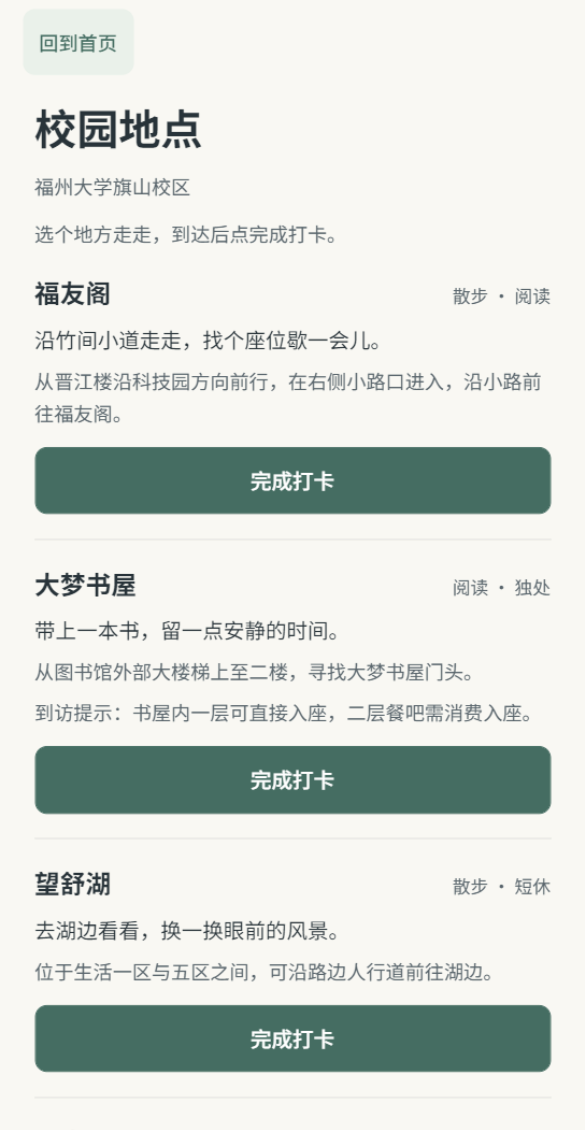 回到首页
校园地点
福州大学旗山校区
选个地方走走，到达后点完成打卡。
福友阁
散步 · 阅读
沿竹间小道走走，找个座位歇一会儿。
从晋江楼沿科技园方向前行，在右侧小路口进入，沿小路前
往福友阁。
完成打卡
大梦书屋
阅读 · 独处
带上一本书，留一点安静的时间。
从图书馆外部大楼梯上至二楼，寻找大梦书屋门头。
到访提示：书屋内一层可直接入座，二层餐吧需消费入座。
完成打卡
望舒湖
散步 · 短休
去湖边看看，换一换眼前的风景。
位于生活一区与五区之间，可沿路边人行道前往湖边。
完成打卡